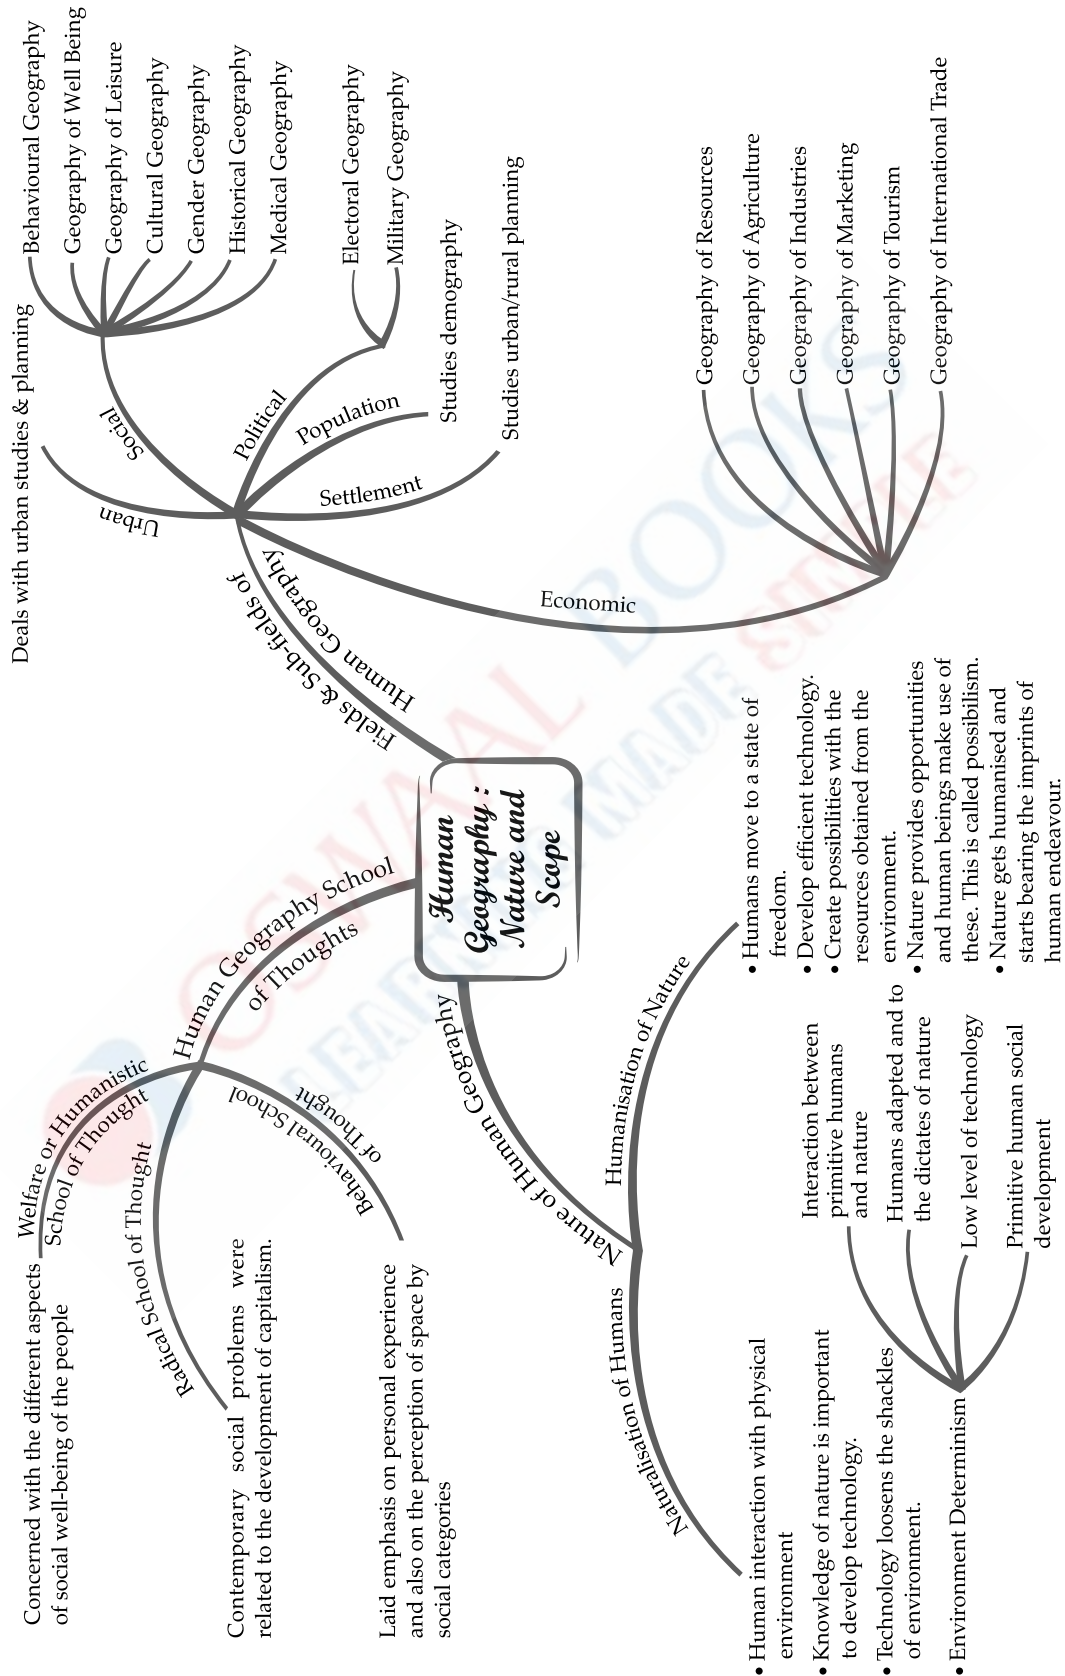 Human
Geography :
Nature and
Scope
Human Geography School
of Thoughts
Welfare or Humanistic
School of Thought
Concerned with the different aspects
of social well-being of the people
Radical School of Thought
Contemporary social problems were
related to the development of capitalism.
Behavioural School
of Thought
Laid emphasis on personal experience
and also on the perception of space by
social categories
Fields & Sub-fields of
Human Geography
Urban
Deals with urban studies & planning
Social
Behavioural Geography
Geography of Well Being
Geography of Leisure
Cultural Geography
Gender Geography
Historical Geography
Medical Geography
Political
Electoral Geography
Military Geography
Population
Studies demography
Settlement
Studies urban/rural planning
Economic
Geography of Resources
Geography of Agriculture
Geography of Industries
Geography of Marketing
Geography of Tourism
Geography of International Trade
Nature of Human Geography
Naturalisation of Humans
• Human interaction with physical
environment
• Knowledge of nature is important
to develop technology.
• Technology loosens the shackles
of environment.
• Environment Determinism
Interaction between
primitive humans
and nature
Humans adapted and to
the dictates of nature
Low level of technology
Primitive human social
development
Humanisation of Nature
• Humans move to a state of
freedom.
• Develop efficient technology.
• Create possibilities with the
resources obtained from the
environment.
• Nature provides opportunities
and human beings make use of
these. This is called possibilism.
• Nature gets humanised and
starts bearing the imprints of
human endeavour.
OSWAAL BOOKS
LEARNING MADE SIMPLE